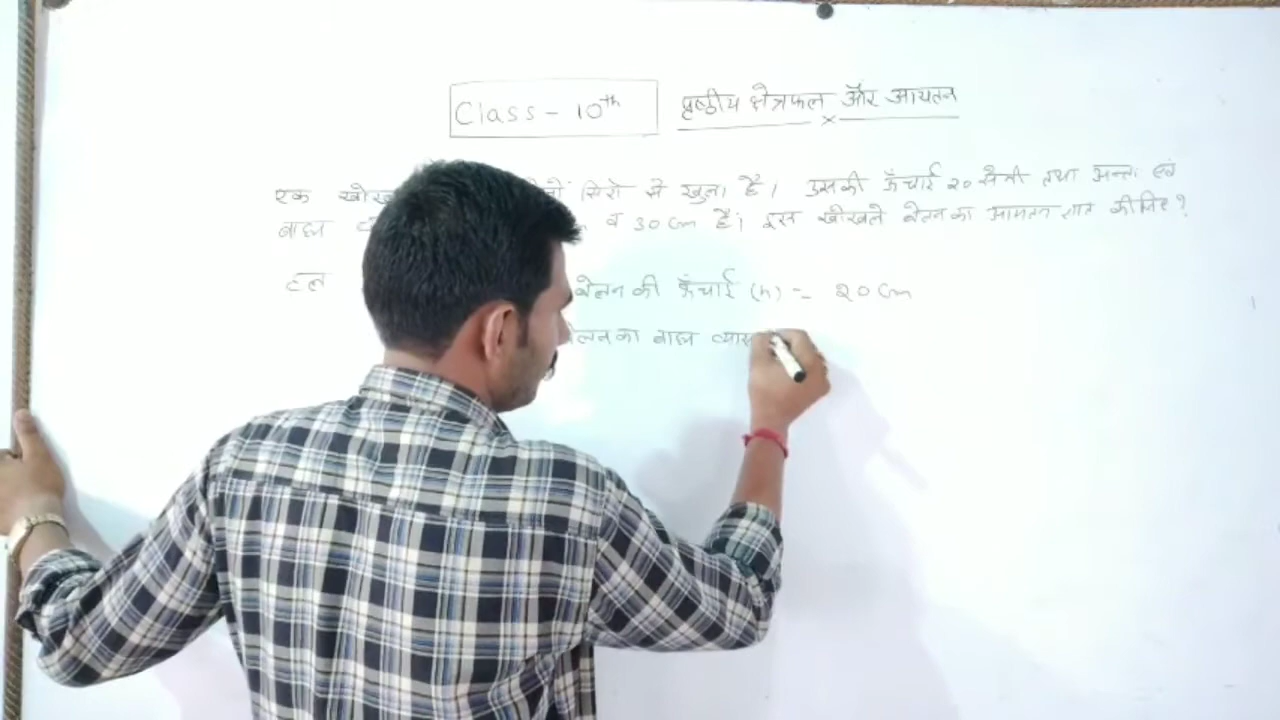 Class - 10th
पृष्ठीय क्षेत्रफल और आयतन
एक सिरो से खुला है। उसकी ऊँचाई 20 सेमी तथा अन्तः एवं
बाह्य व 30 cm है। इस खोखले बेलन का आयतन ज्ञात कीजिए?
हल बेलन की ऊँचाई (h) = 20 cm
बेलन का बाह्य व्यास